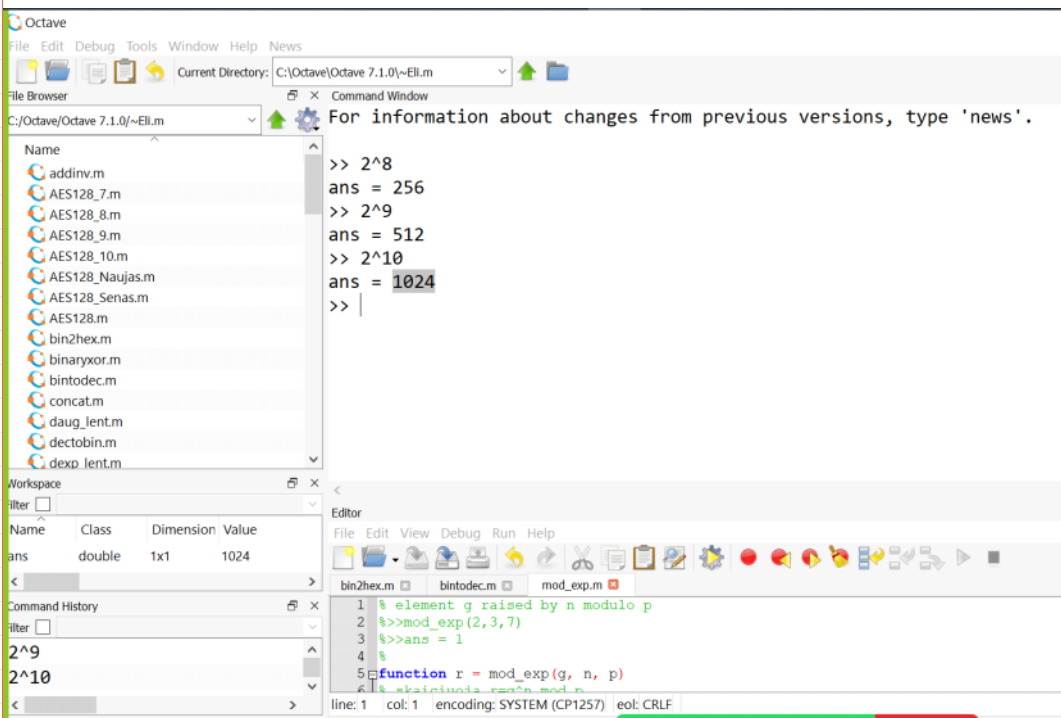 Octave
File Edit Debug Tools Window Help News
Current Directory: C:\Octave\Octave 7.1.0\~Eli.m
File Browser
C:/Octave/Octave 7.1.0/~Eli.m
Name
addinv.m
AES128_7.m
AES128_8.m
AES128_9.m
AES128_10.m
AES128_Naujas.m
AES128_Senas.m
AES128.m
bin2hex.m
binaryxor.m
bintodec.m
concat.m
daug_lent.m
dectobin.m
dexp_lent.m
Workspace
Filter
Name Class Dimension Value
ans double 1x1 1024
Command History
Filter
2^9
2^10
Command Window
For information about changes from previous versions, type 'news'.
>> 2^8
ans = 256
>> 2^9
ans = 512
>> 2^10
ans = 1024
>>
Editor
File Edit View Debug Run Help
bin2hex.m bintodec.m mod_exp.m
1 % element g raised by n modulo p
2 %>>mod_exp(2,3,7)
3 %>>ans = 1
4 %
5 function r = mod_exp(g, n, p)
6 % skaiciuoja r=g^n mod p
line: 1 col: 1 encoding: SYSTEM (CP1257) eol: CRLF